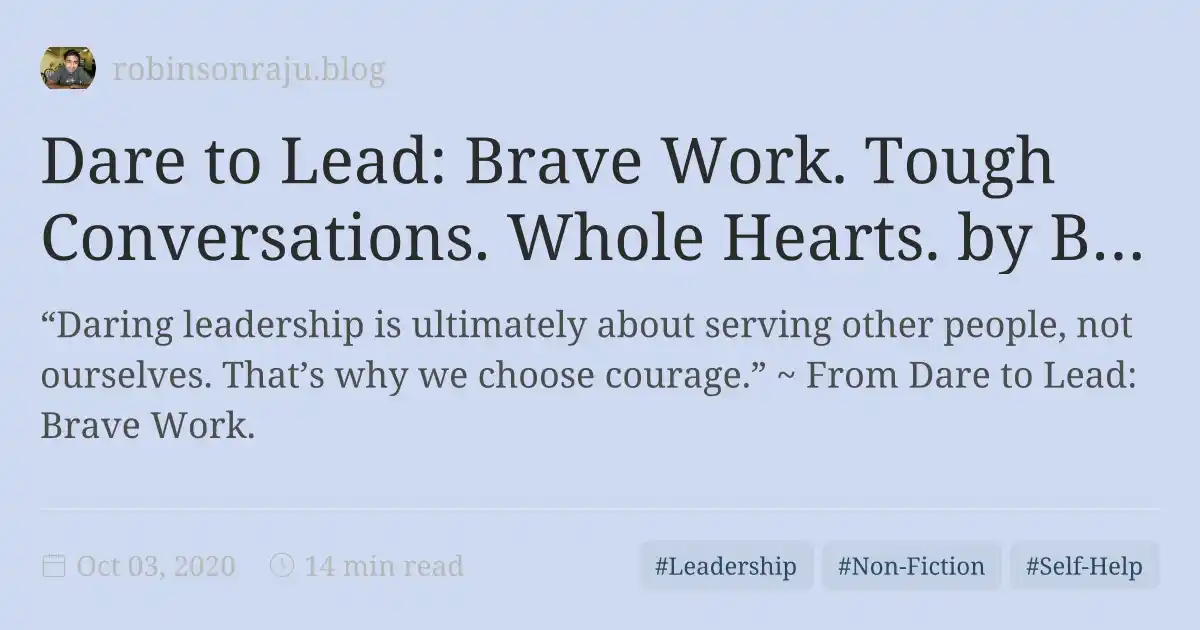 robinsonraju.blog
Dare to Lead: Brave Work. Tough
Conversations. Whole Hearts. by B...
“Daring leadership is ultimately about serving other people, not
ourselves. That’s why we choose courage.” ~ From Dare to Lead:
Brave Work.
Oct 03, 2020 14 min read #Leadership #Non-Fiction #Self-Help